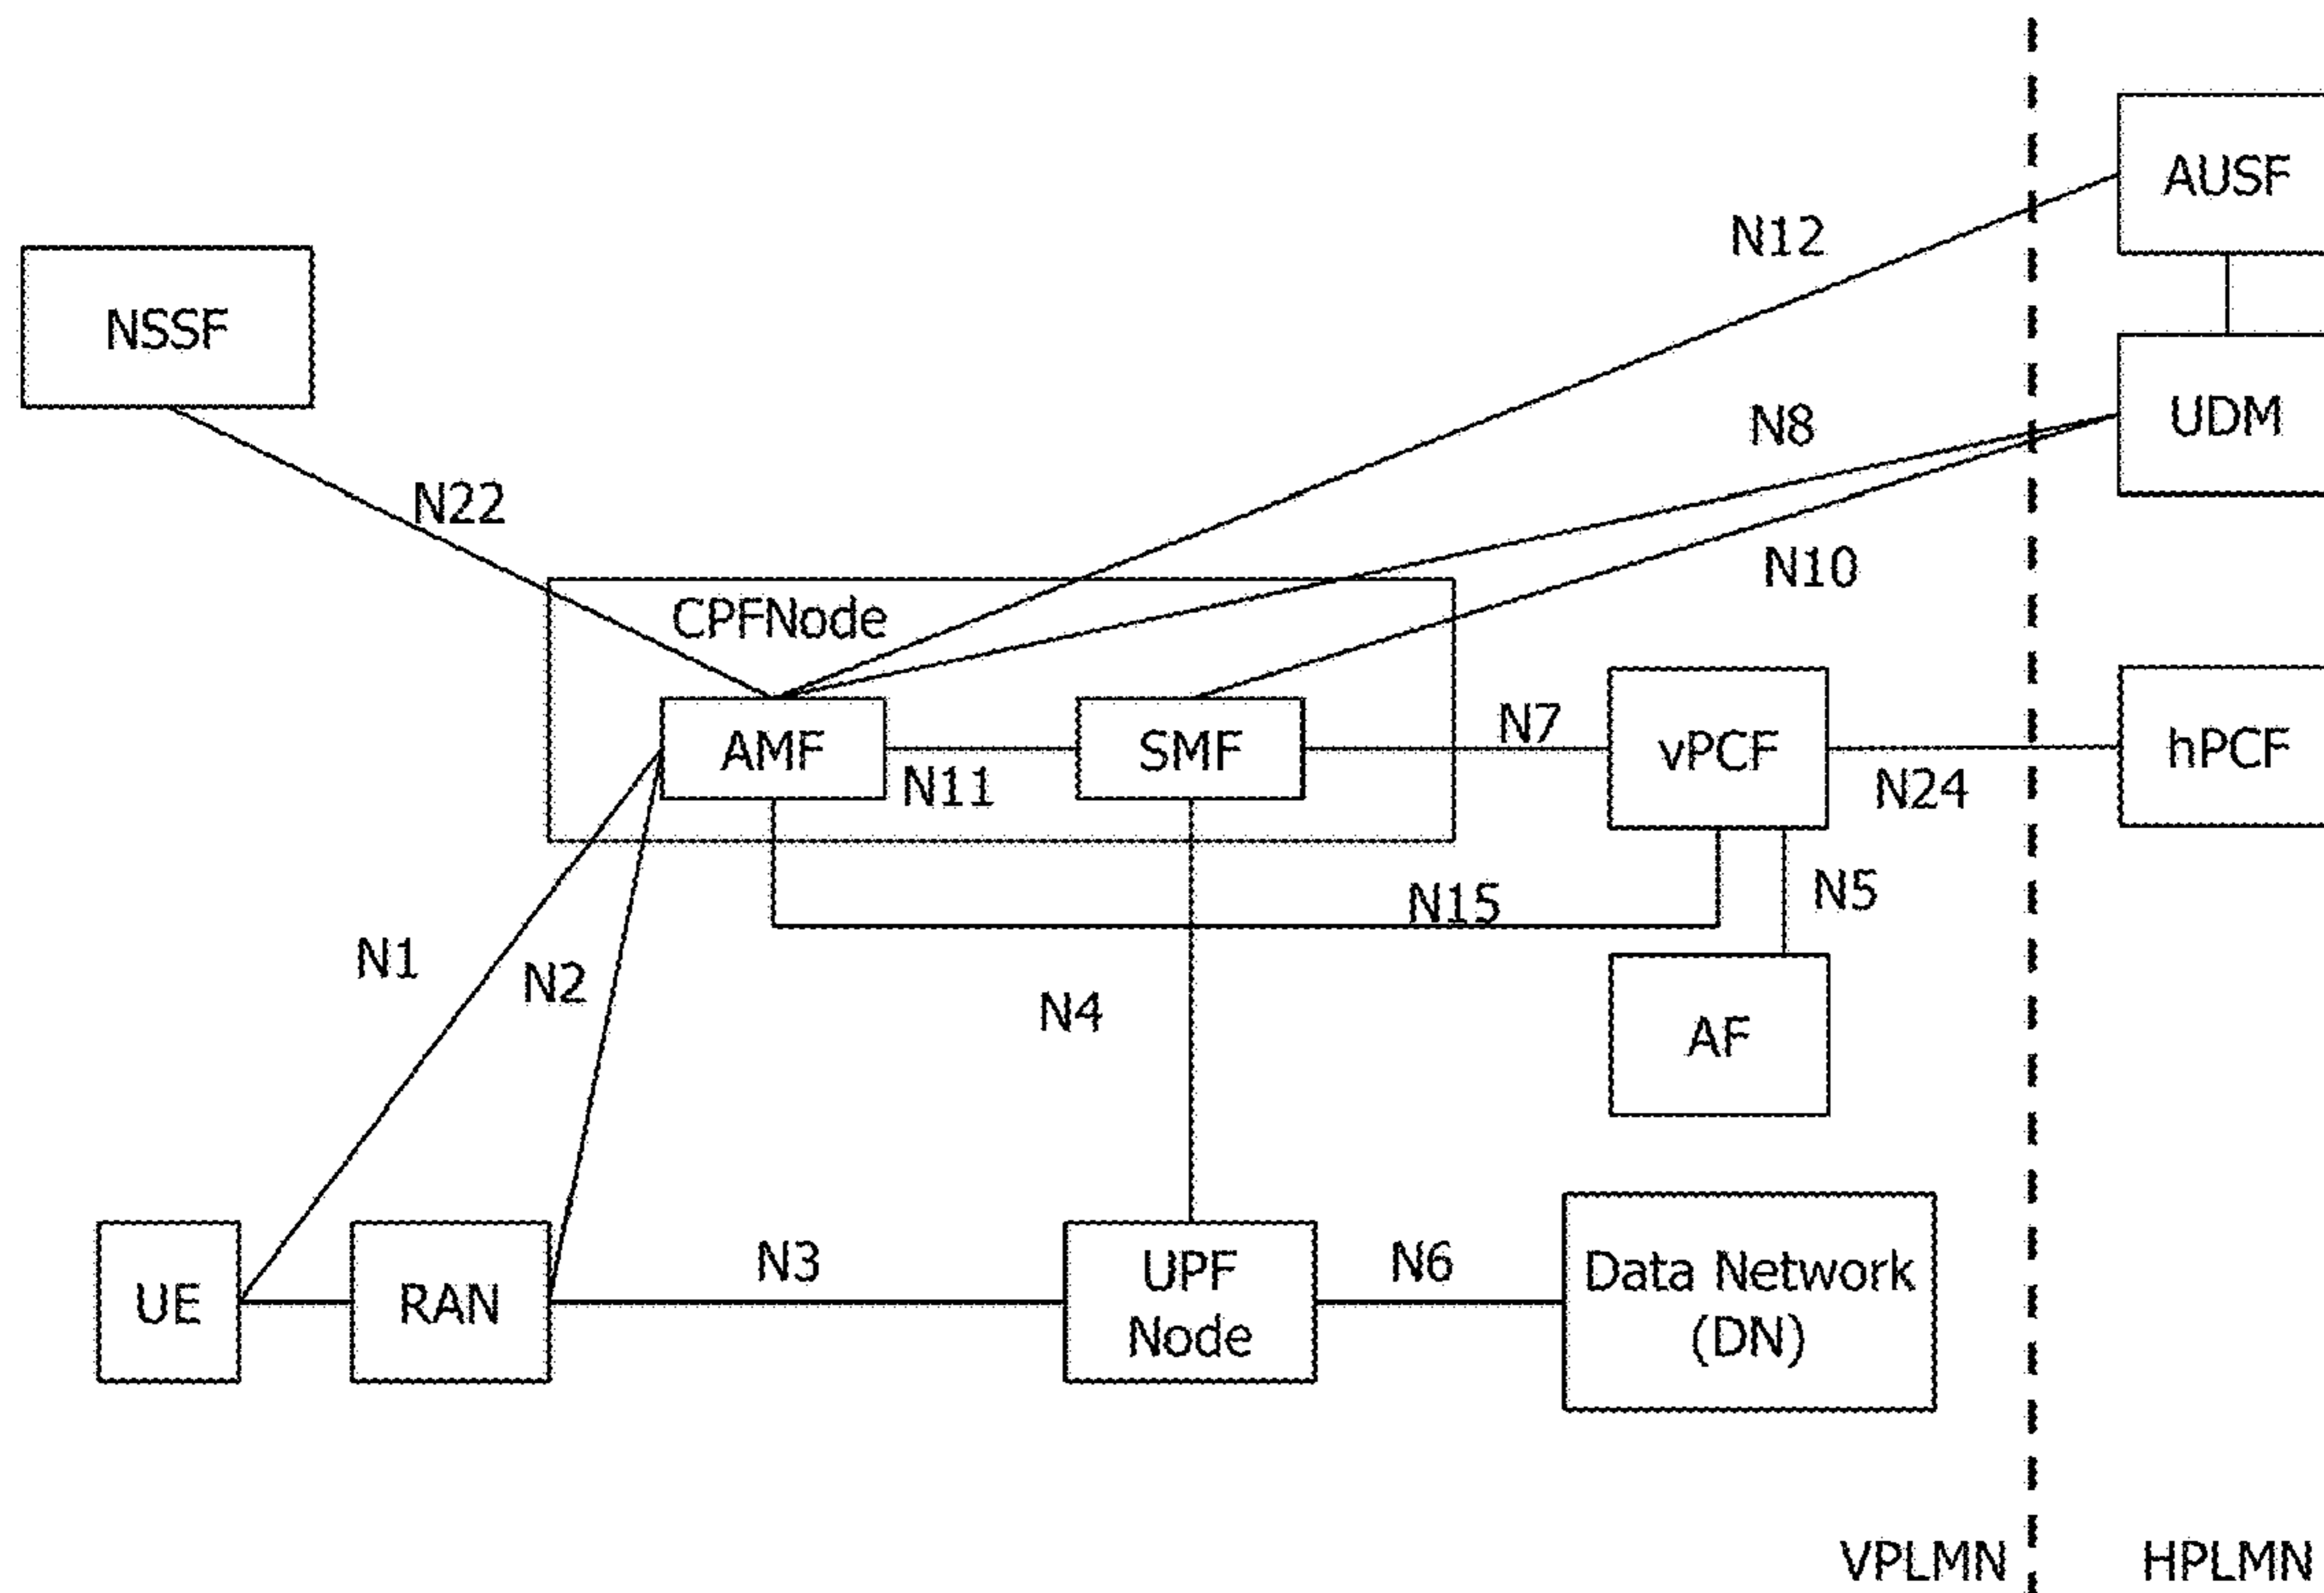 AUSF
N12
NSSF
N8
UDM
N22
N10
CPFNode
AMF
N11
SMF
N7
vPCF
N24
hPCF
N15
N5
N1
N2
N4
AF
UE
RAN
N3
UPF
Node
N6
Data Network
(DN)
VPLMN
HPLMN